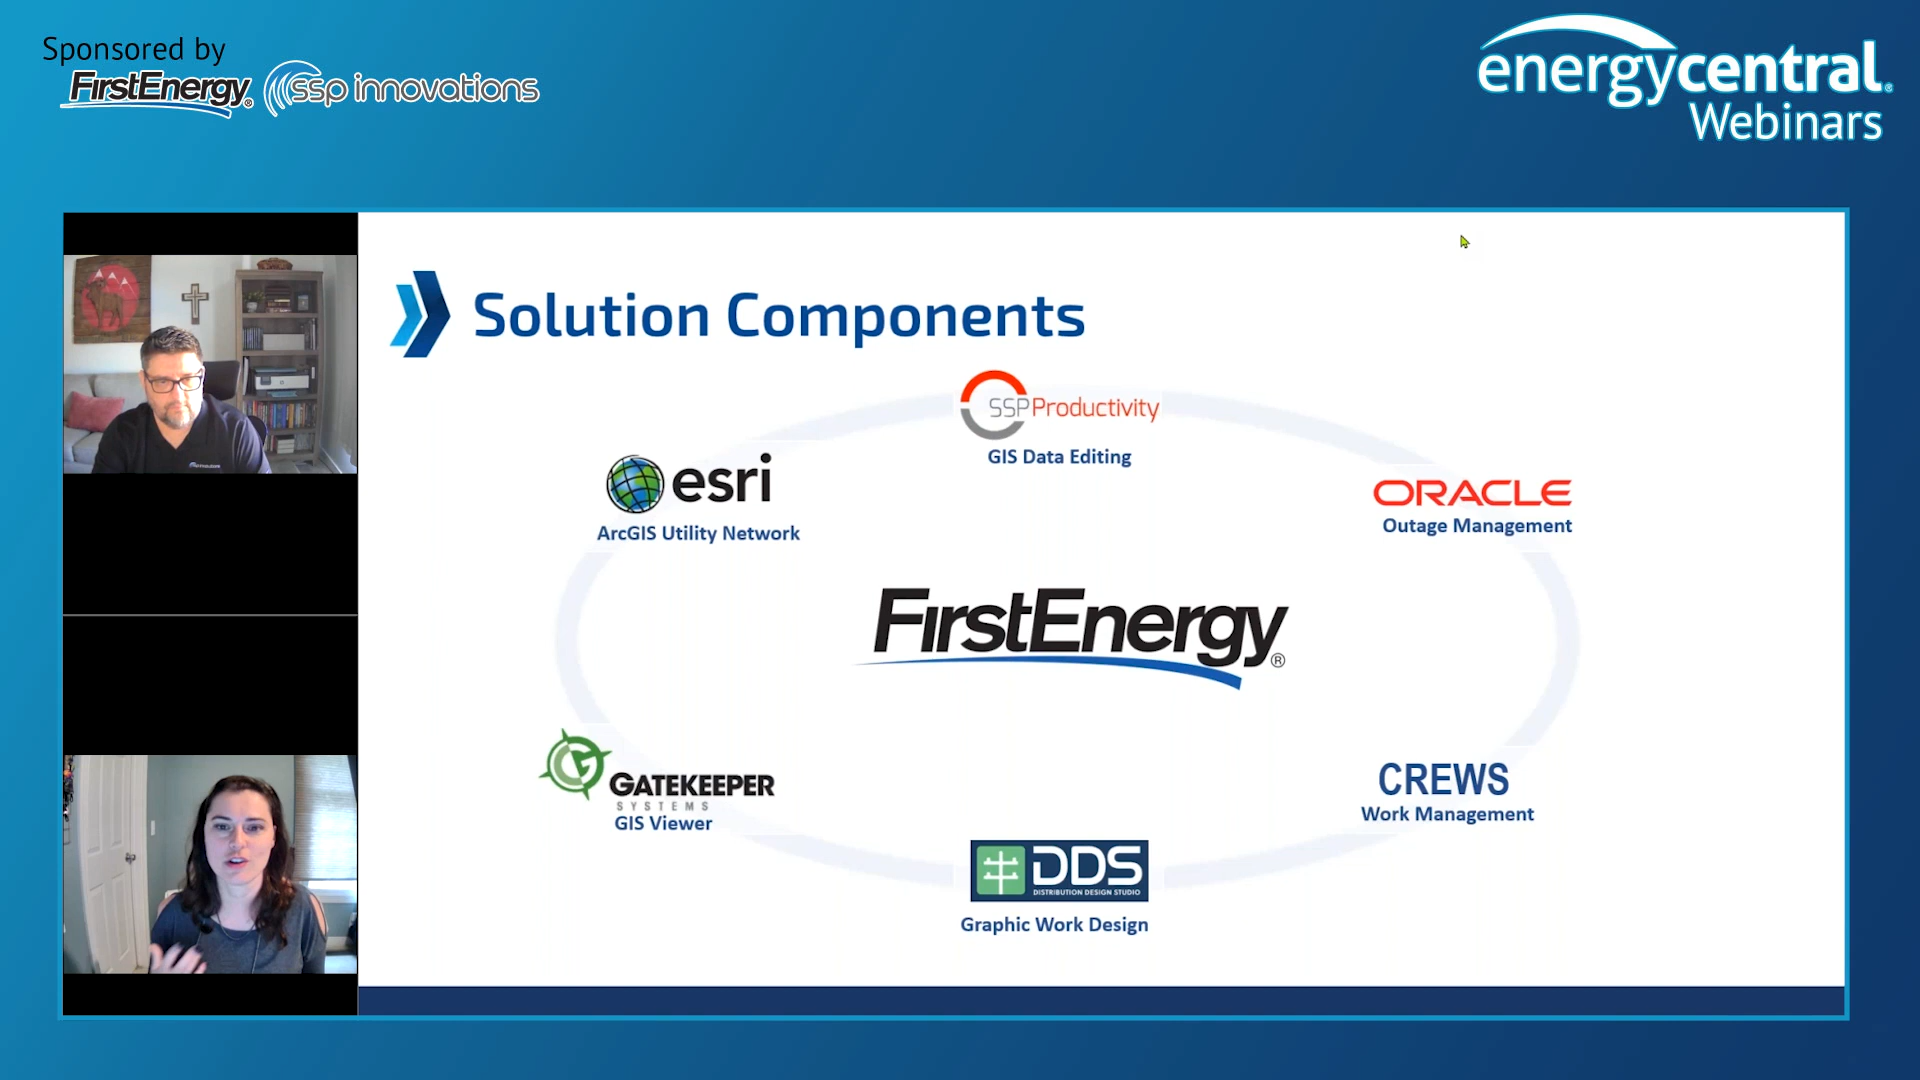 Sponsored by
FirstEnergy®
ssp innovations
energycentral®
Webinars
Solution Components
SSPProductivity
GIS Data Editing
esri
ArcGIS Utility Network
ORACLE
Outage Management
FirstEnergy®
GATEKEEPER
SYSTEMS
GIS Viewer
CREWS
Work Management
DDS
DISTRIBUTION DESIGN STUDIO
Graphic Work Design